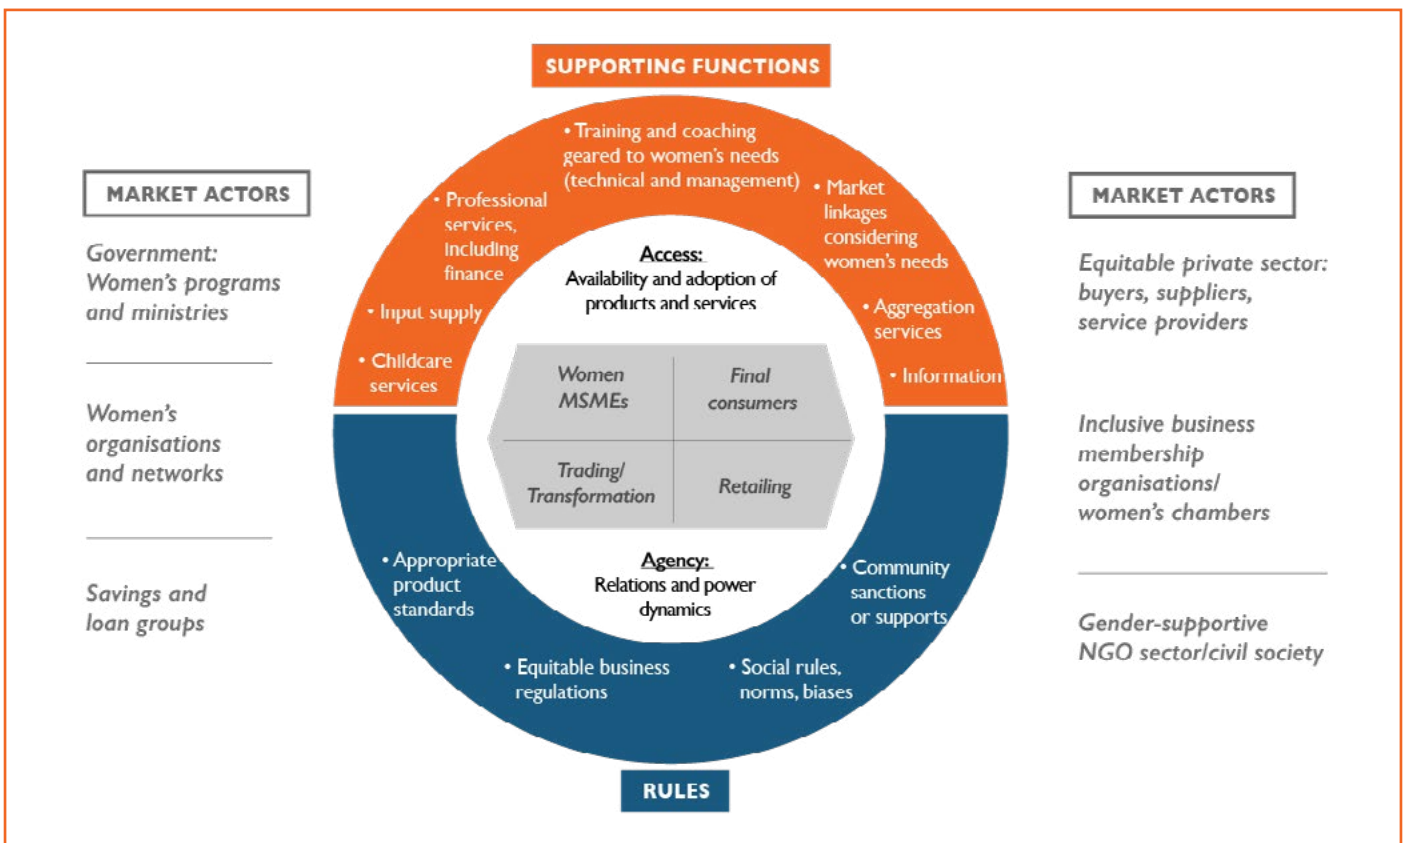 SUPPORTING FUNCTIONS
• Training and coaching
geared to women's needs
(technical and management)
• Professional
services,
including
finance
• Market
linkages
considering
women's needs
• Input supply
• Aggregation
services
• Childcare
services
• Information
MARKET ACTORS
Government:
Women's programs
and ministries
Women's
organisations
and networks
Savings and
loan groups
Access:
Availability and adoption of
products and services
Women
MSMEs
Final
consumers
Trading/
Transformation
Retailing
Agency:
Relations and power
dynamics
MARKET ACTORS
Equitable private sector:
buyers, suppliers,
service providers
Inclusive business
membership
organisations/
women's chambers
Gender-supportive
NGO sector/civil society
• Appropriate
product
standards
• Community
sanctions
or supports
• Equitable business
regulations
• Social rules,
norms, biases
RULES